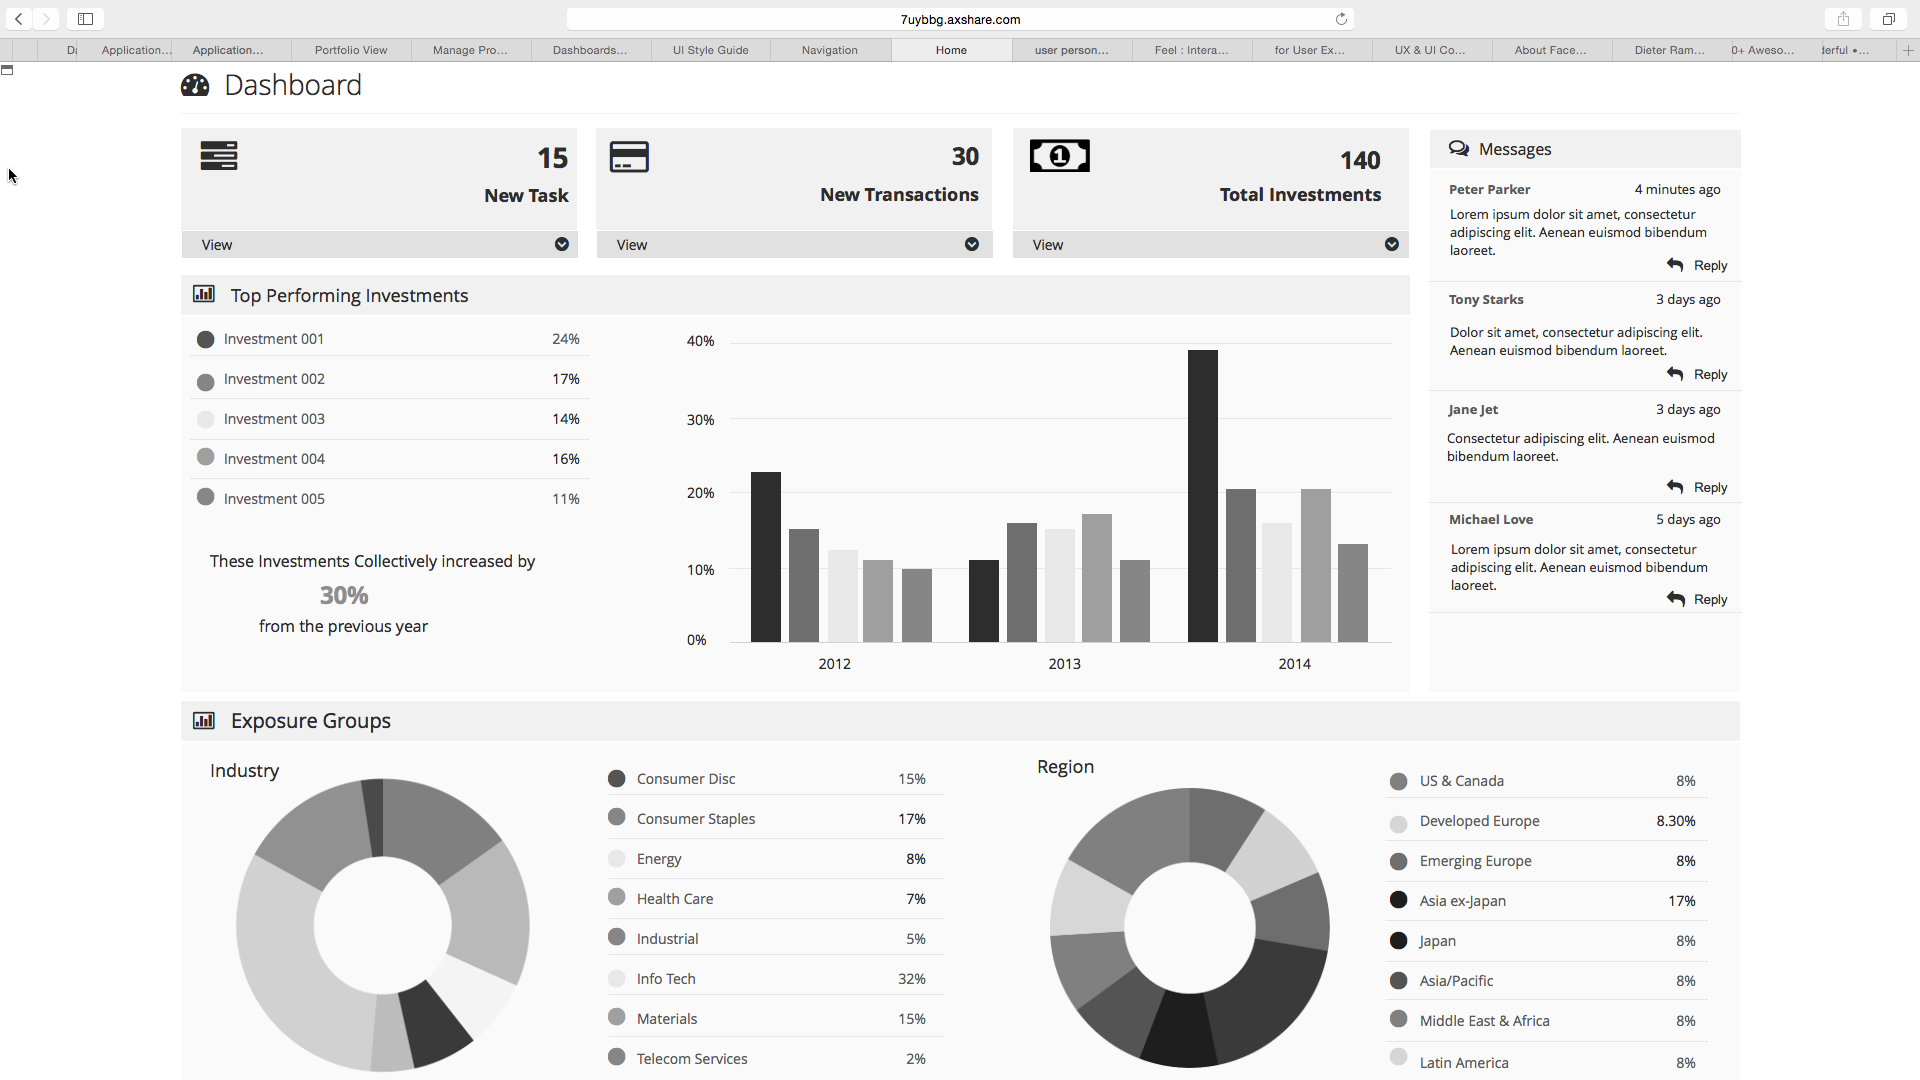 7uybbg.axshare.com
Da Application... Application... Portfolio View Manage Pro... Dashboards... UI Style Guide Navigation Home user person... Feel : Intera... for User Ex... UX & UI Co... About Face... Dieter Ram... 0+ Aweso... derful •...
Dashboard
15
New Task
View
30
New Transactions
View
1
140
Total Investments
View
Messages
Peter Parker 4 minutes ago
Lorem ipsum dolor sit amet, consectetur
adipiscing elit. Aenean euismod bibendum
laoreet.
Reply
Tony Starks 3 days ago
Dolor sit amet, consectetur adipiscing elit.
Aenean euismod bibendum laoreet.
Reply
Jane Jet 3 days ago
Consectetur adipiscing elit. Aenean euismod
bibendum laoreet.
Reply
Michael Love 5 days ago
Lorem ipsum dolor sit amet, consectetur
adipiscing elit. Aenean euismod bibendum
laoreet.
Reply
Top Performing Investments
Investment 001 24%
Investment 002 17%
Investment 003 14%
Investment 004 16%
Investment 005 11%
These Investments Collectively increased by
30%
from the previous year
40%
30%
20%
10%
0%
2012 2013 2014
Exposure Groups
Industry
Consumer Disc 15%
Consumer Staples 17%
Energy 8%
Health Care 7%
Industrial 5%
Info Tech 32%
Materials 15%
Telecom Services 2%
Region
US & Canada 8%
Developed Europe 8.30%
Emerging Europe 8%
Asia ex-Japan 17%
Japan 8%
Asia/Pacific 8%
Middle East & Africa 8%
Latin America 8%